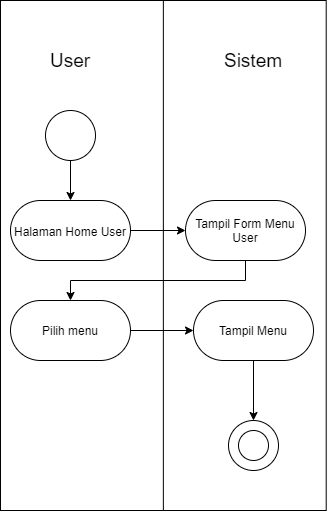 User
Sistem
Halaman Home User
Tampil Form Menu
User
Pilih menu
Tampil Menu